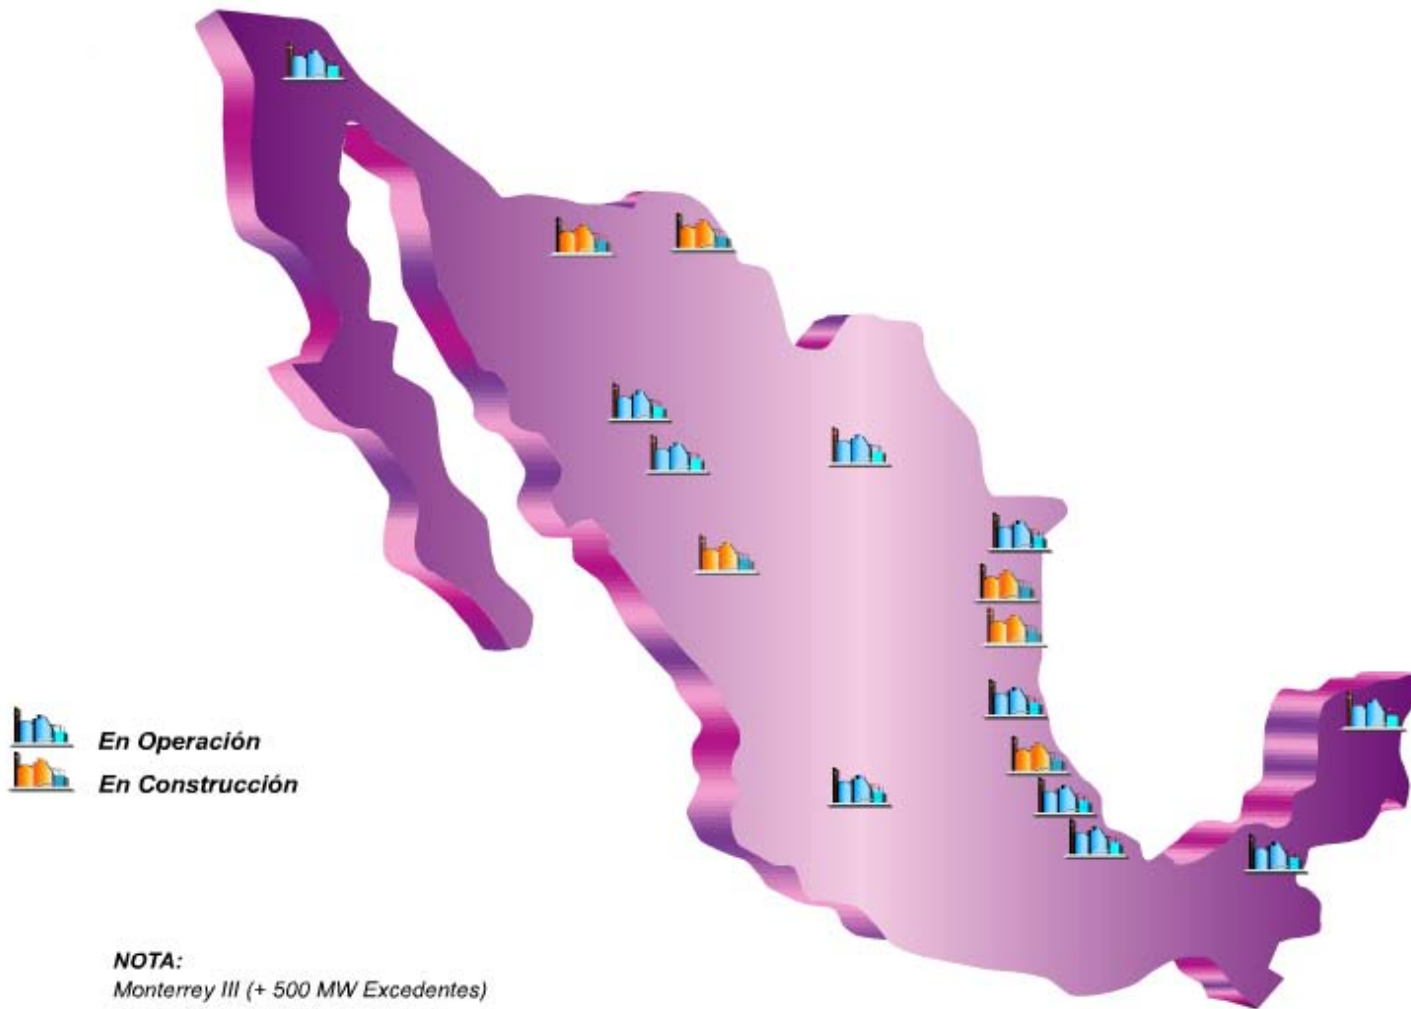 En Operación
En Construcción
NOTA:
Monterrey III (+ 500 MW Excedentes)